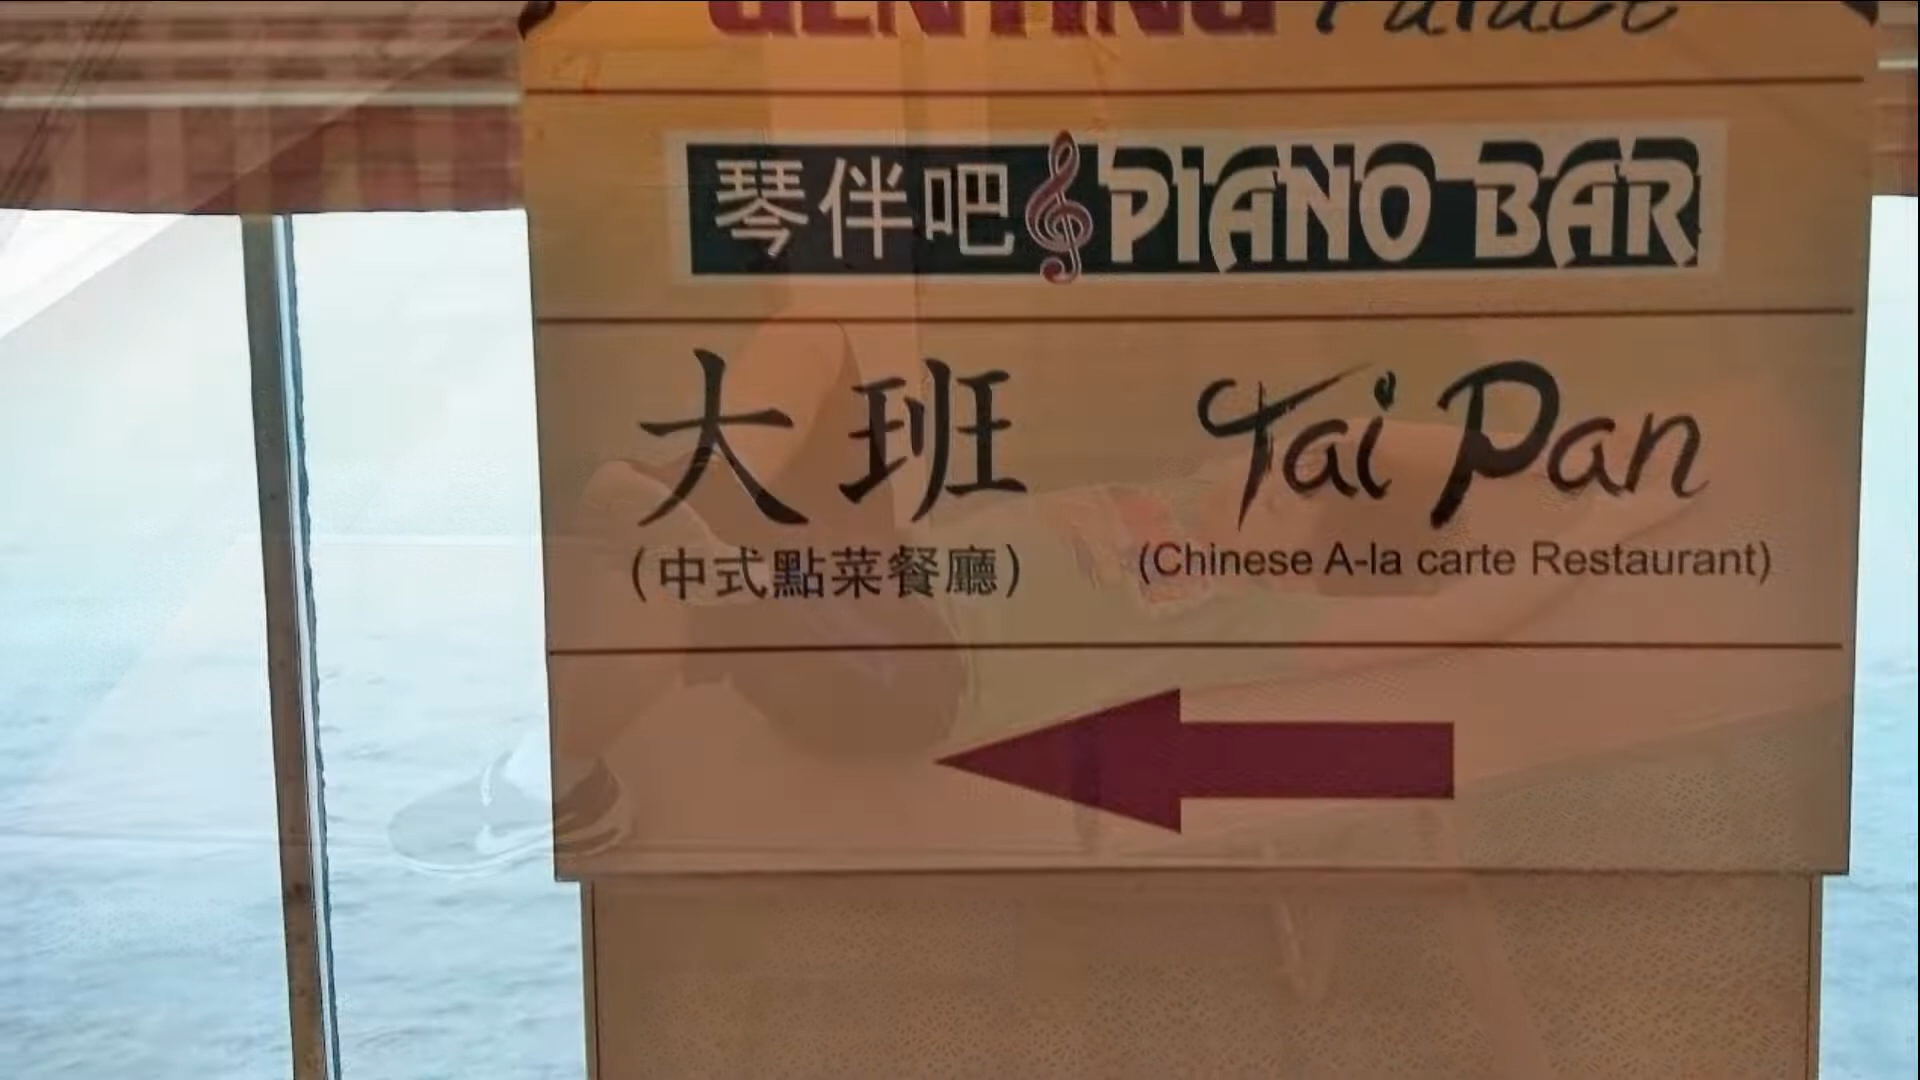 GENTING Palace
琴伴吧 PIANO BAR
大班 Tai Pan
(中式點菜餐廳) (Chinese A-la carte Restaurant)